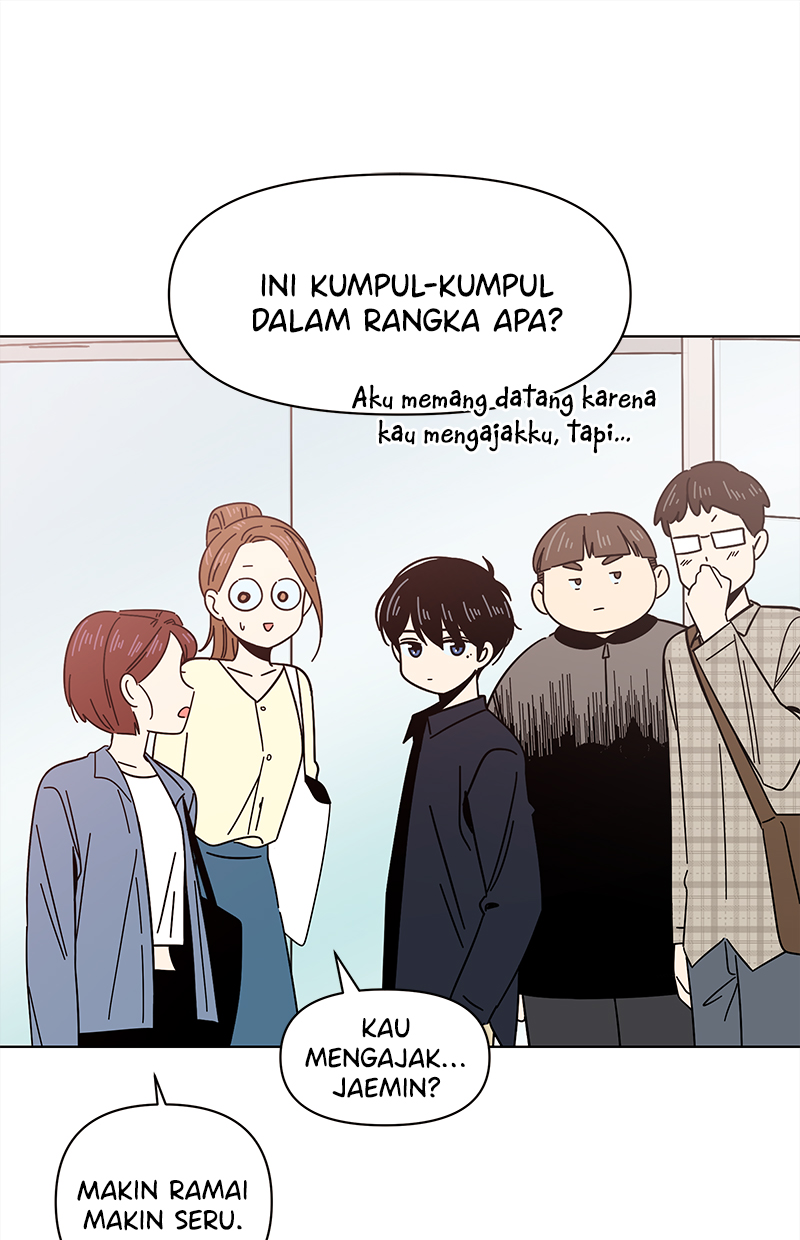 INI KUMPUL-KUMPUL
DALAM RANGKA APA?
Aku memang datang karena
kau mengajakku, tapi...
KAU
MENGAJAK...
JAEMIN?
MAKIN RAMAI
MAKIN SERU.